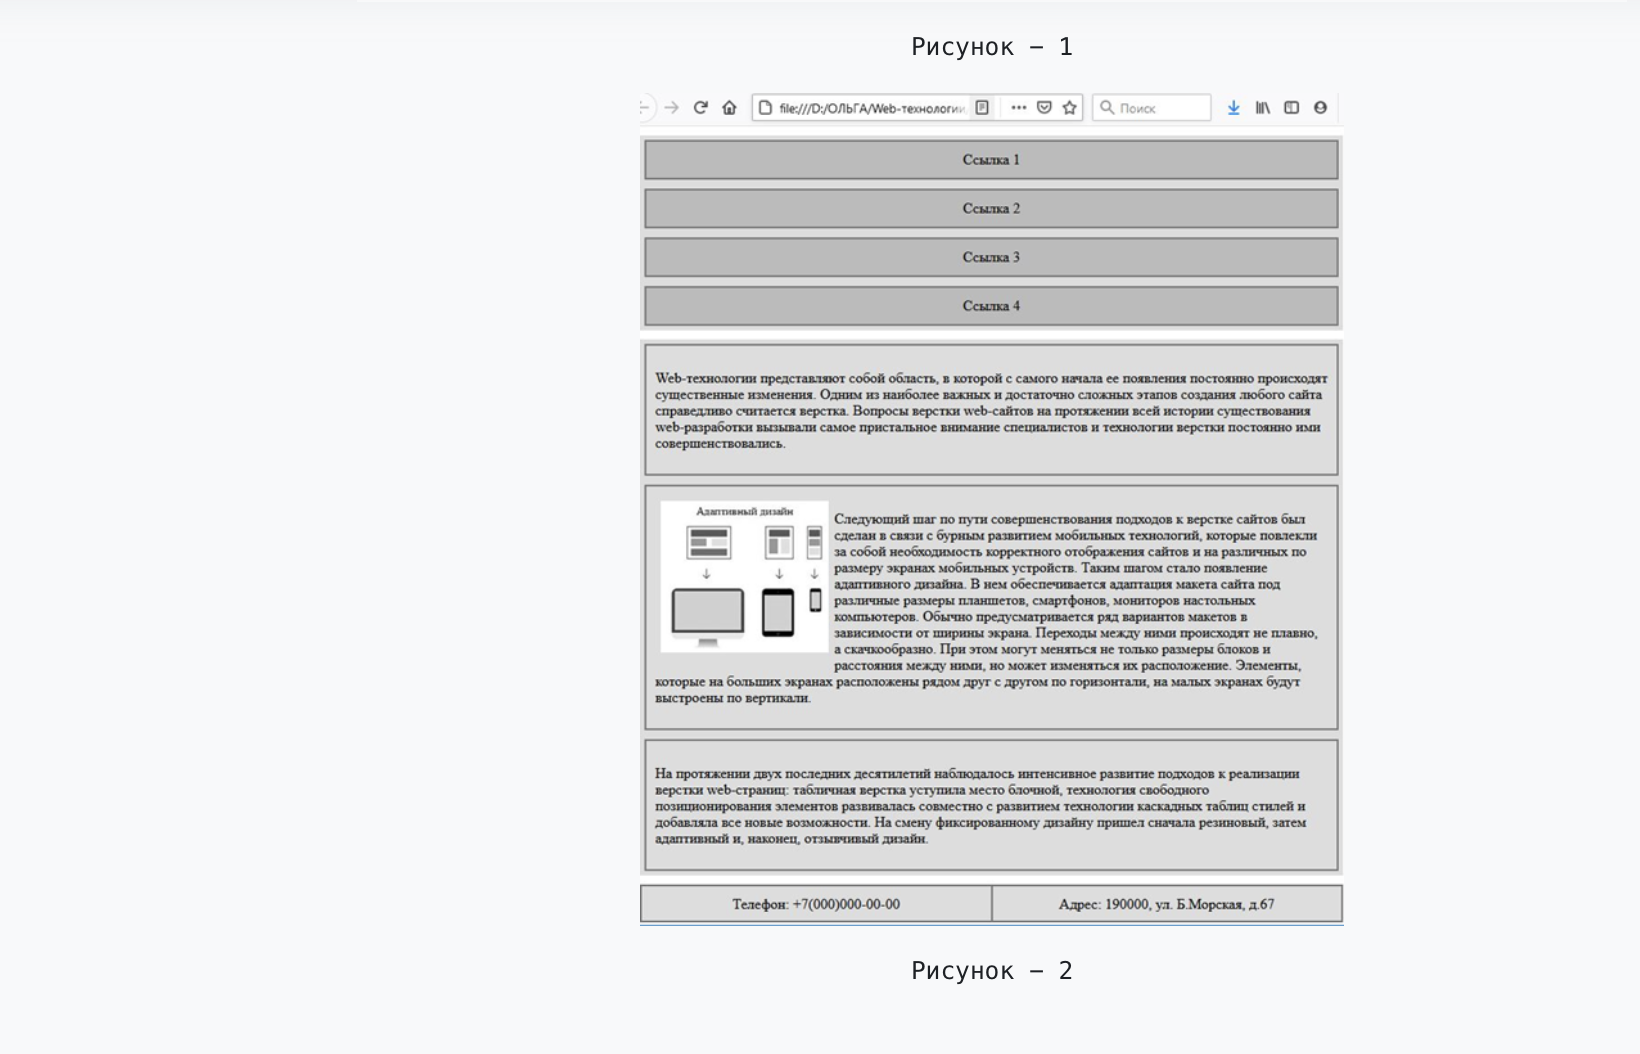 Рисунок – 1
file:///D:/ОЛЬГА/Web-технологии
Поиск
Ссылка 1
Ссылка 2
Ссылка 3
Ссылка 4
Web-технологии представляют собой область, в которой с самого начала ее появления постоянно происходят
существенные изменения. Одним из наиболее важных и достаточно сложных этапов создания любого сайта
справедливо считается верстка. Вопросы верстки web-сайтов на протяжении всей истории существования
web-разработки вызывали самое пристальное внимание специалистов и технологии верстки постоянно ими
совершенствовались.
Адаптивный дизайн
Следующий шаг по пути совершенствования подходов к верстке сайтов был
сделан в связи с бурным развитием мобильных технологий, которые повлекли
за собой необходимость корректного отображения сайтов и на различных по
размеру экранах мобильных устройств. Таким шагом стало появление
адаптивного дизайна. В нем обеспечивается адаптация макета сайта под
различные размеры планшетов, смартфонов, мониторов настольных
компьютеров. Обычно предусматривается ряд вариантов макетов в
зависимости от ширины экрана. Переходы между ними происходят не плавно,
а скачкообразно. При этом могут меняться не только размеры блоков и
расстояния между ними, но может изменяться их расположение. Элементы,
которые на больших экранах расположены рядом друг с другом по горизонтали, на малых экранах будут
выстроены по вертикали.
На протяжении двух последних десятилетий наблюдалось интенсивное развитие подходов к реализации
верстки web-страниц: табличная верстка уступила место блочной, технология свободного
позиционирования элементов развивалась совместно с развитием технологии каскадных таблиц стилей и
добавляла все новые возможности. На смену фиксированному дизайну пришел сначала резиновый, затем
адаптивный и, наконец, отзывчивый дизайн.
Телефон: +7(000)000-00-00
Адрес: 190000, ул. Б.Морская, д.67
Рисунок – 2